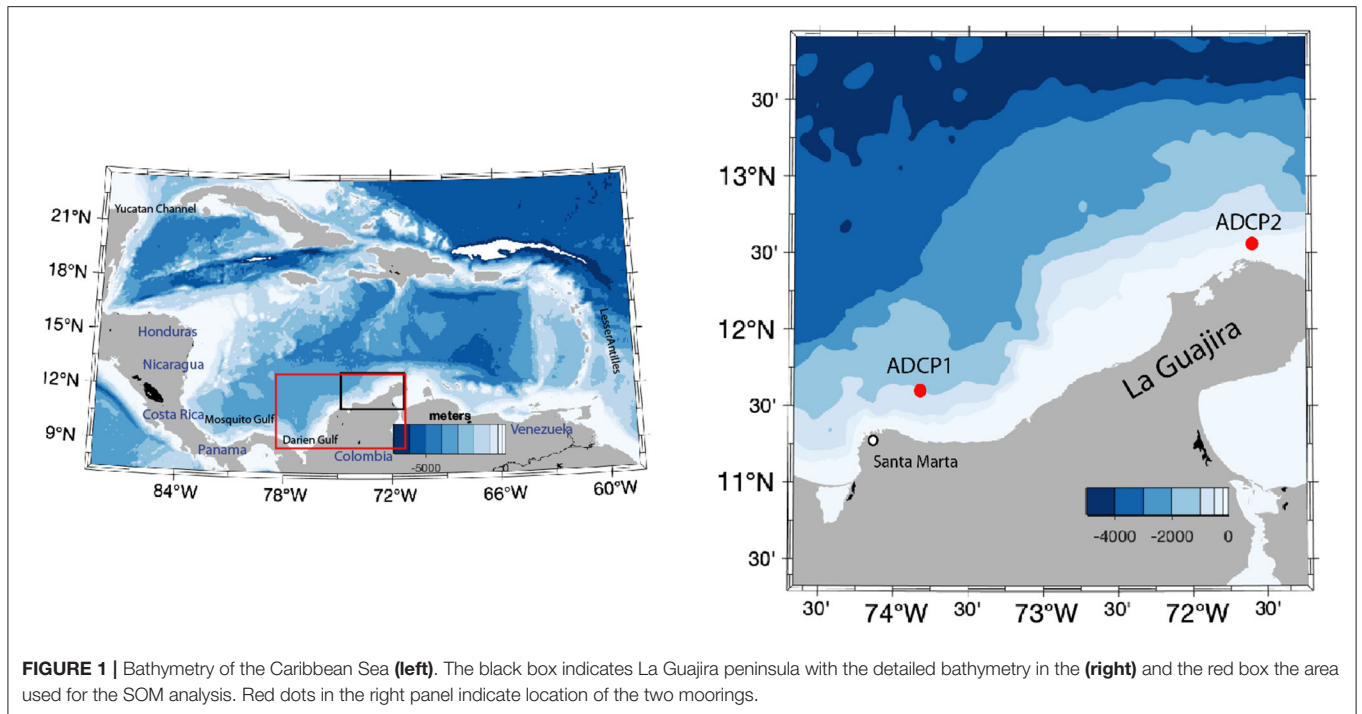 21°N
18°N
15°N
12°N
9°N
Yucatan Channel
Honduras
Nicaragua
Costa Rica
Mosquito Gulf
Panama
Darien Gulf
Colombia
Venezuela
LesserAntilles
meters
-5000
84°W 78°W 72°W 66°W 60°W
30'
13°N
30'
12°N
30'
11°N
30'
ADCP2
ADCP1
La Guajira
Santa Marta
-4000 -2000 0
30' 74°W 30' 73°W 30' 72°W 30'
FIGURE 1 | Bathymetry of the Caribbean Sea (left). The black box indicates La Guajira peninsula with the detailed bathymetry in the (right) and the red box the area
used for the SOM analysis. Red dots in the right panel indicate location of the two moorings.